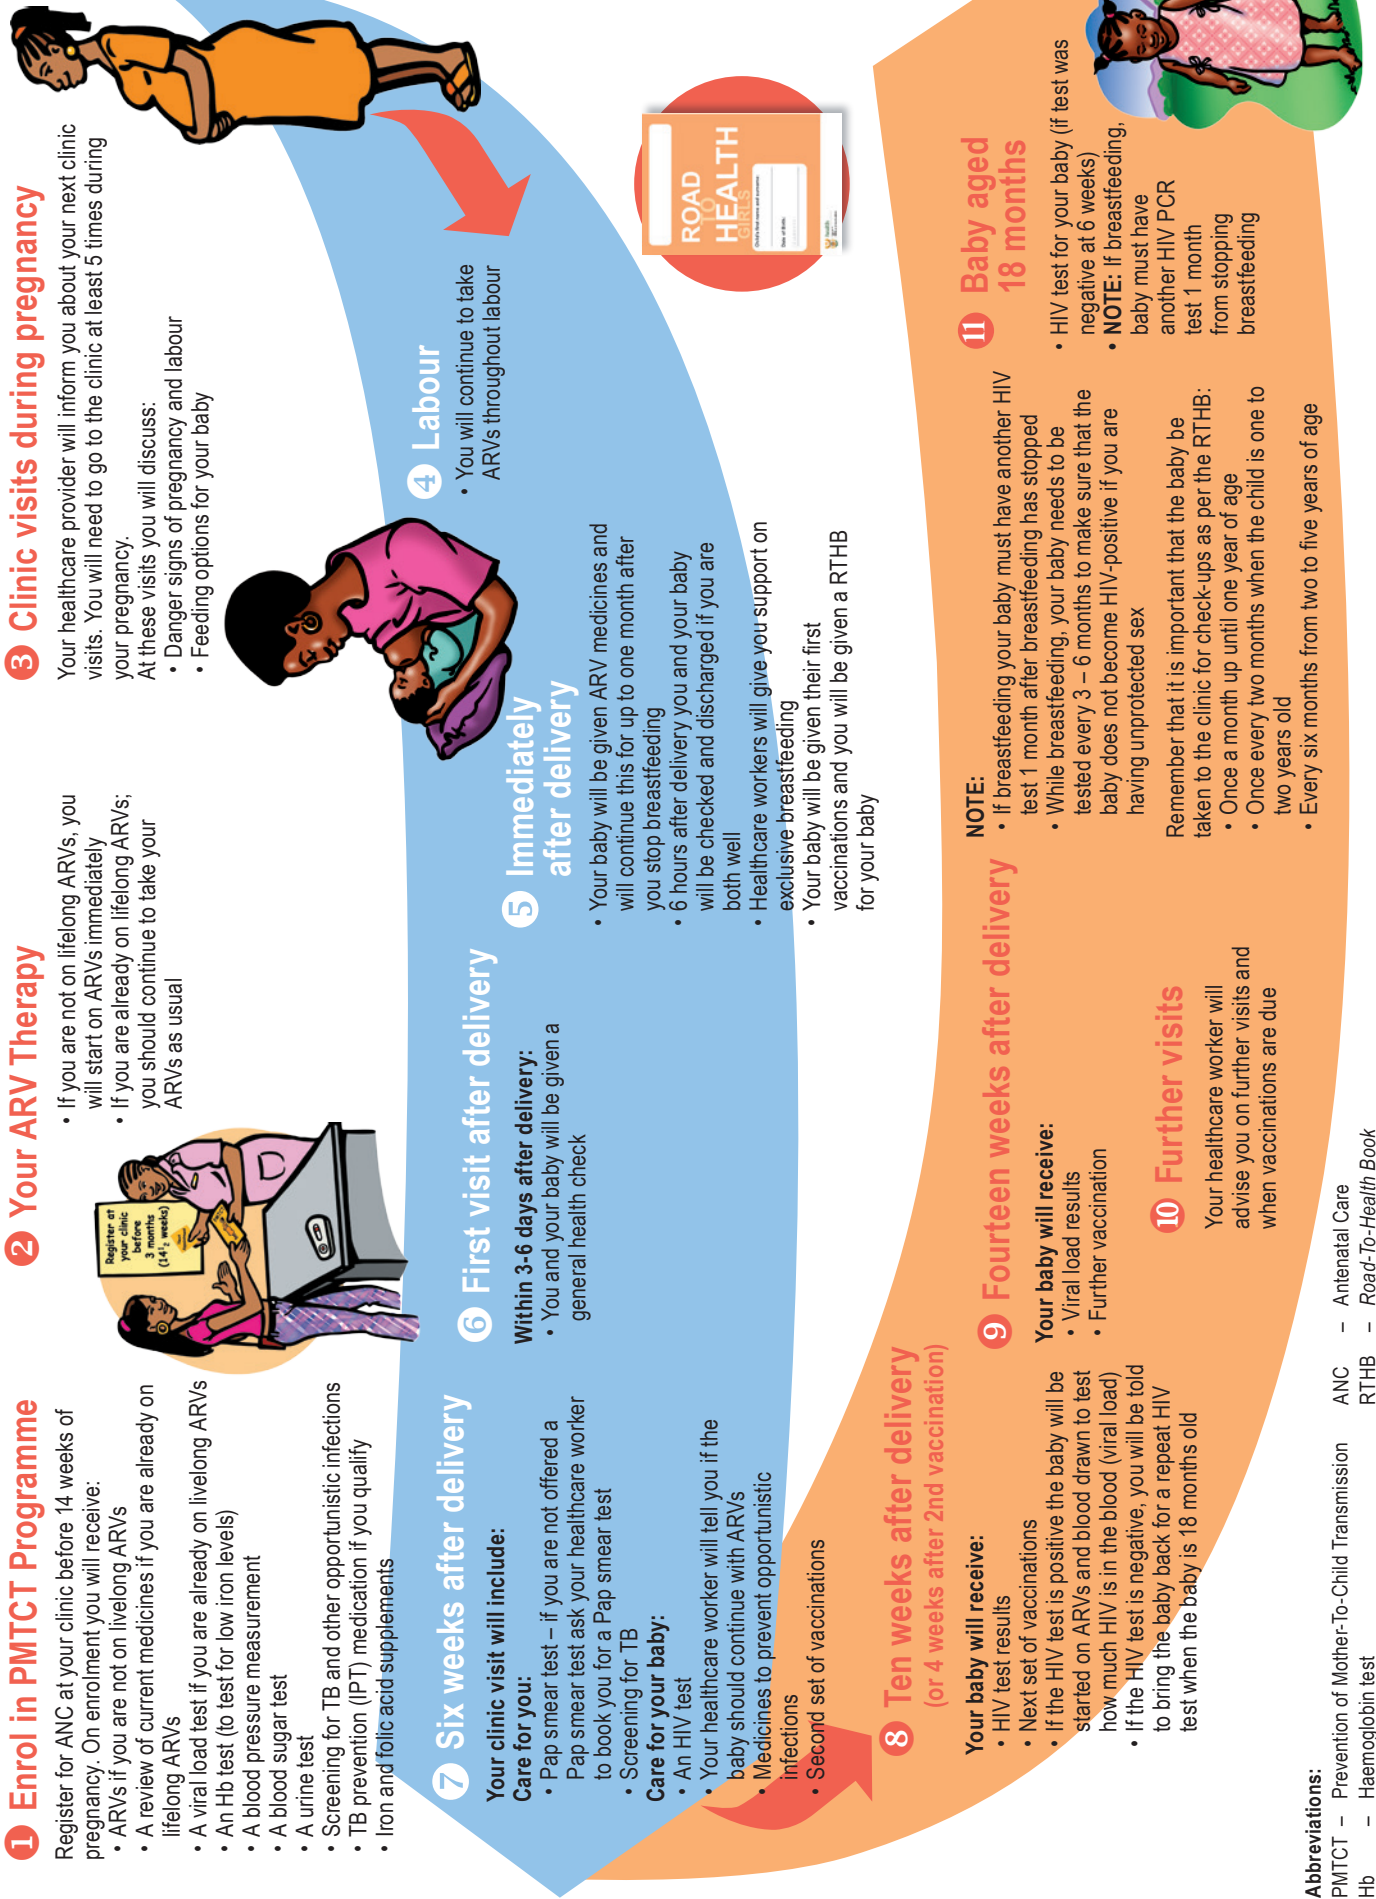 1 Enrol in PMTCT Programme
Register for ANC at your clinic before 14 weeks of
pregnancy. On enrolment you will receive:
• ARVs if you are not on livelong ARVs
• A review of current medicines if you are already on
lifelong ARVs
• A viral load test if you are already on livelong ARVs
• An Hb test (to test for low iron levels)
• A blood pressure measurement
• A blood sugar test
• A urine test
• Screening for TB and other opportunistic infections
• TB prevention (IPT) medication if you qualify
• Iron and folic acid supplements
Register at
your clinic
before
3 months
(14½ weeks)
2 Your ARV Therapy
• If you are not on lifelong ARVs, you
will start on ARVs immediately
• If you are already on lifelong ARVs;
you should continue to take your
ARVs as usual
3 Clinic visits during pregnancy
Your healthcare provider will inform you about your next clinic
visits. You will need to go to the clinic at least 5 times during
your pregnancy.
At these visits you will discuss:
• Danger signs of pregnancy and labour
• Feeding options for your baby
4 Labour
• You will continue to take
ARVs throughout labour
5 Immediately
after delivery
• Your baby will be given ARV medicines and
will continue this for up to one month after
you stop breastfeeding
• 6 hours after delivery you and your baby
will be checked and discharged if you are
both well
• Healthcare workers will give you support on
exclusive breastfeeding
• Your baby will be given their first
vaccinations and you will be given a RTHB
for your baby
ROAD
TO
HEALTH
GIRLS
Child's first name and surname:
Date of Birth:
health
6 First visit after delivery
Within 3-6 days after delivery:
• You and your baby will be given a
general health check
7 Six weeks after delivery
Your clinic visit will include:
Care for you:
• Pap smear test – if you are not offered a
Pap smear test ask your healthcare worker
to book you for a Pap smear test
• Screening for TB
Care for your baby:
• An HIV test
• Your healthcare worker will tell you if the
baby should continue with ARVs
• Medicines to prevent opportunistic
infections
• Second set of vaccinations
8 Ten weeks after delivery
(or 4 weeks after 2nd vaccination)
Your baby will receive:
• HIV test results
• Next set of vaccinations
• If the HIV test is positive the baby will be
started on ARVs and blood drawn to test
how much HIV is in the blood (viral load)
• If the HIV test is negative, you will be told
to bring the baby back for a repeat HIV
test when the baby is 18 months old
9 Fourteen weeks after delivery
Your baby will receive:
• Viral load results
• Further vaccination
10 Further visits
Your healthcare worker will
advise you on further visits and
when vaccinations are due
NOTE:
• If breastfeeding your baby must have another HIV
test 1 month after breastfeeding has stopped
• While breastfeeding, your baby needs to be
tested every 3 – 6 months to make sure that the
baby does not become HIV-positive if you are
having unprotected sex
Remember that it is important that the baby be
taken to the clinic for check-ups as per the RTHB:
• Once a month up until one year of age
• Once every two months when the child is one to
two years old
• Every six months from two to five years of age
11 Baby aged
18 months
• HIV test for your baby (if test was
negative at 6 weeks)
• NOTE: If breastfeeding,
baby must have
another HIV PCR
test 1 month
from stopping
breastfeeding
Abbreviations:
PMTCT – Prevention of Mother-To-Child Transmission ANC – Antenatal Care
Hb – Haemoglobin test RTHB – Road-To-Health Book